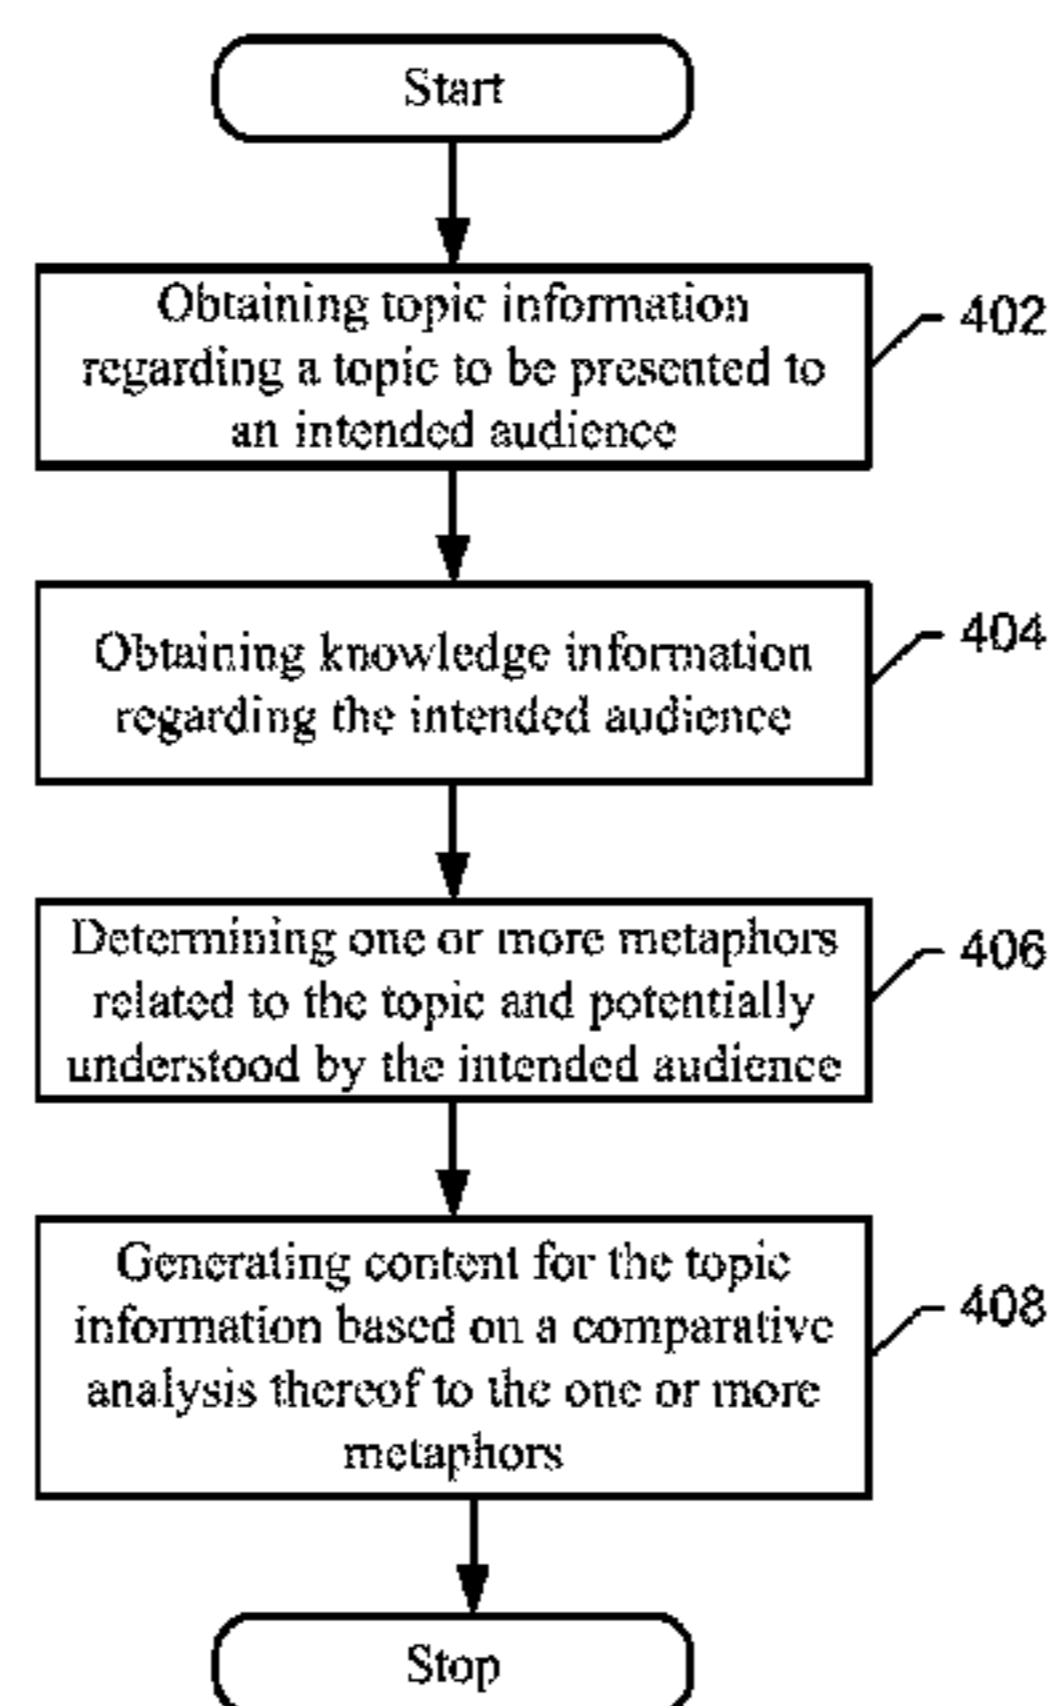 Start
Obtaining topic information
regarding a topic to be presented to
an intended audience
402
Obtaining knowledge information
regarding the intended audience
404
Determining one or more metaphors
related to the topic and potentially
understood by the intended audience
406
Generating content for the topic
information based on a comparative
analysis thereof to the one or more
metaphors
408
Stop